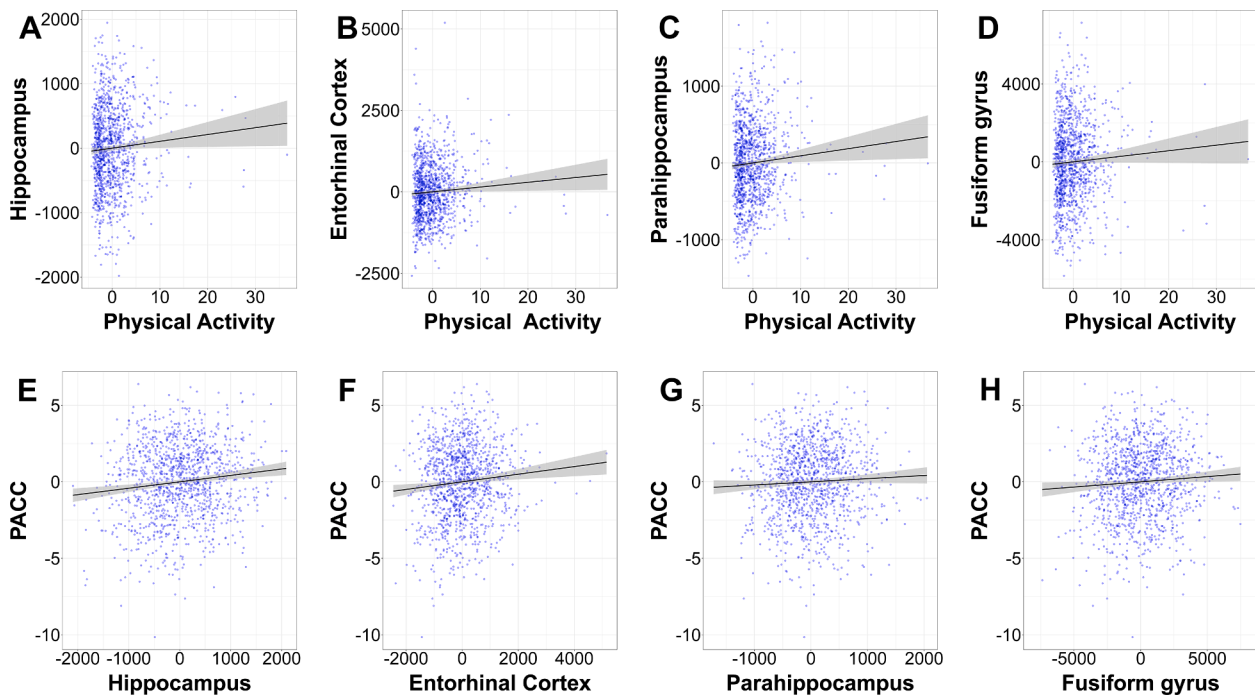 A
Hippocampus
2000
1000
0
-1000
-2000
0 10 20 30
Physical Activity
B
Entorhinal Cortex
5000
2500
0
-2500
0 10 20 30
Physical Activity
C
Parahippocampus
1000
0
-1000
0 10 20 30
Physical Activity
D
Fusiform gyrus
4000
0
-4000
0 10 20 30
Physical Activity
E
PACC
5
0
-5
-10
-2000 -1000 0 1000 2000
Hippocampus
F
PACC
5
0
-5
-10
-2000 0 2000 4000
Entorhinal Cortex
G
PACC
5
0
-5
-10
-1000 0 1000 2000
Parahippocampus
H
PACC
5
0
-5
-10
-5000 0 5000
Fusiform gyrus